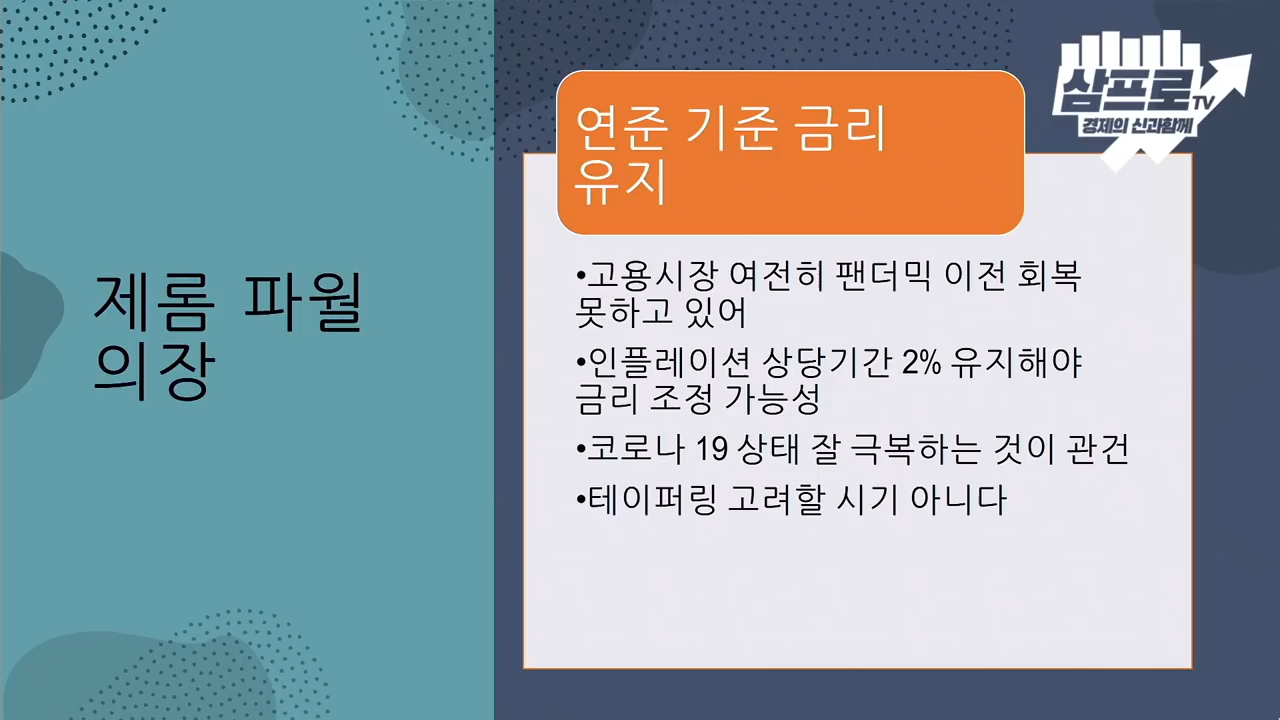 삼프로TV
경제의 신과함께
연준 기준 금리
유지
제롬 파월
의장
•고용시장 여전히 팬더믹 이전 회복
못하고 있어
•인플레이션 상당기간 2% 유지해야
금리 조정 가능성
•코로나 19 상태 잘 극복하는 것이 관건
•테이퍼링 고려할 시기 아니다